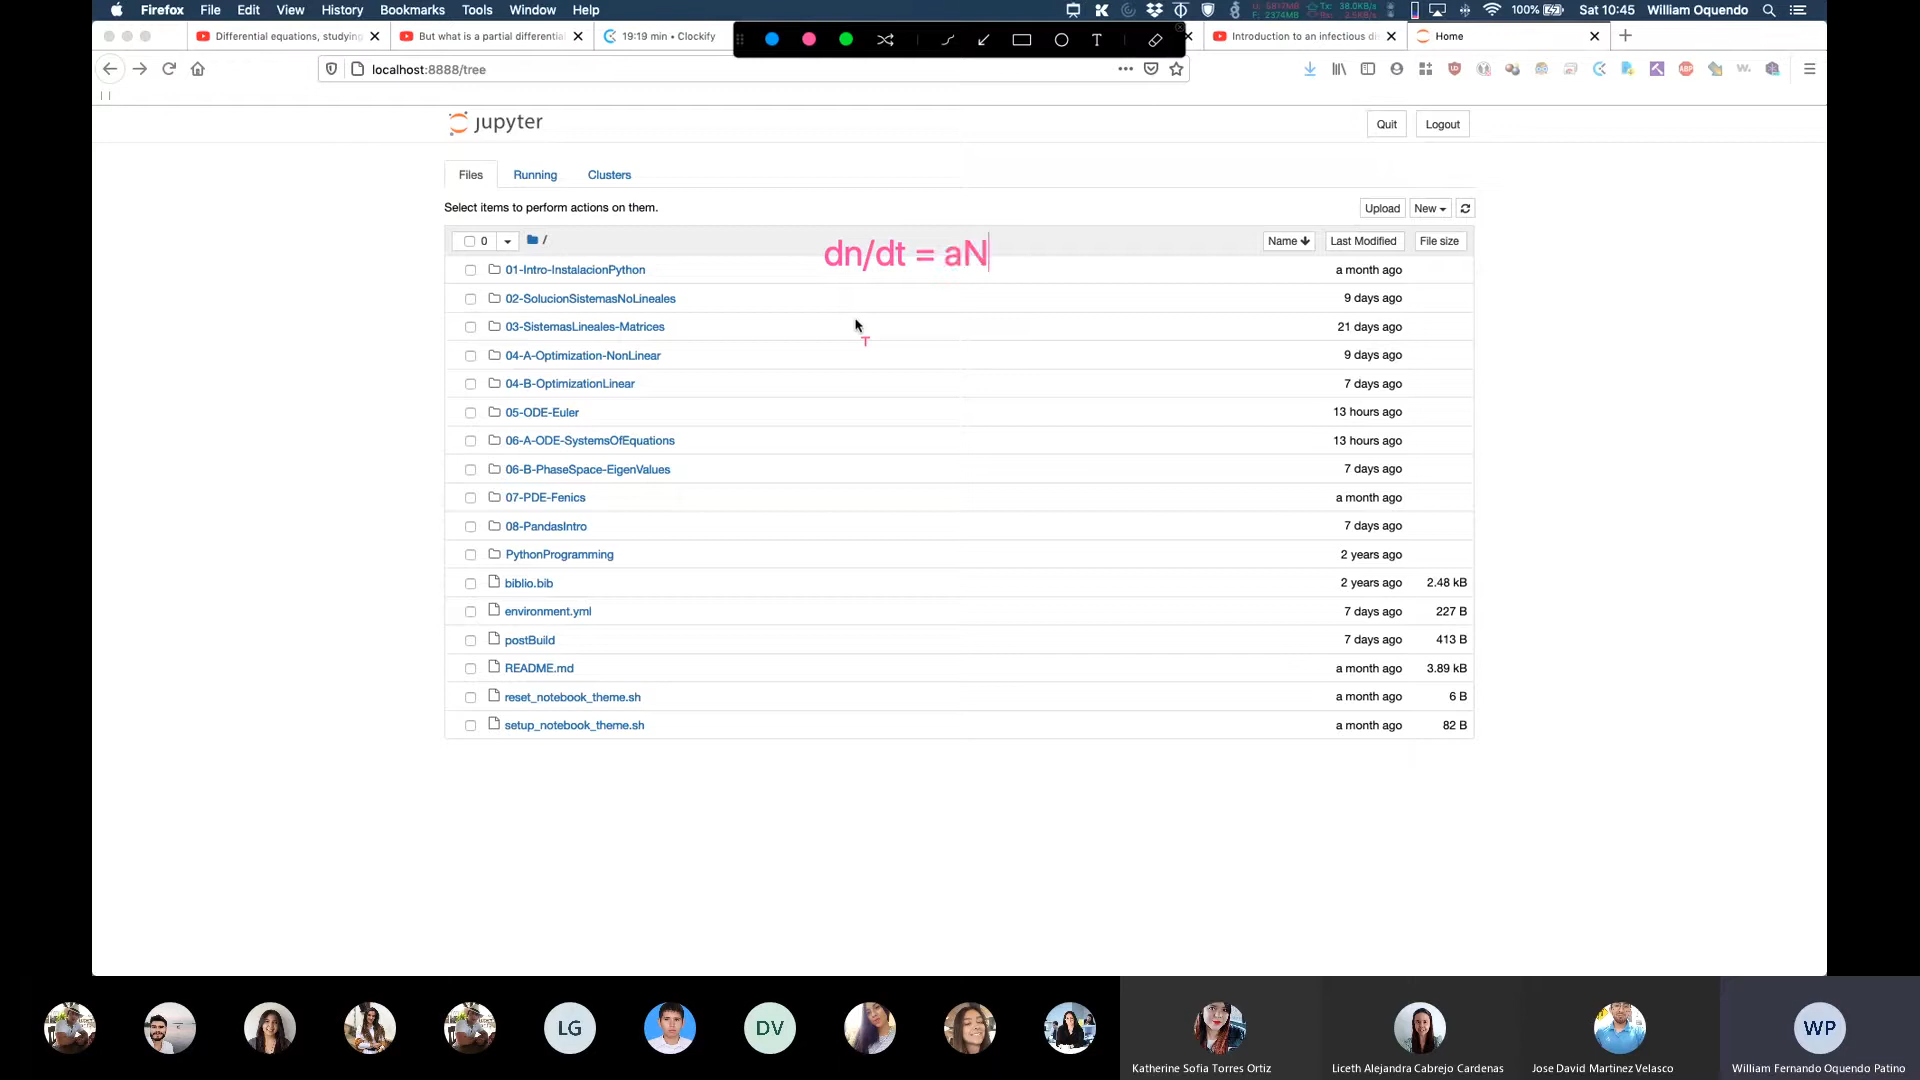 Firefox File Edit View History Bookmarks Tools Window Help 100% Sat 10:45 William Oquendo
Differential equations, studying But what is a partial differential 19:19 min • Clockify Introduction to an infectious di Home
localhost:8888/tree
jupyter Quit Logout
Files Running Clusters
Select items to perform actions on them. Upload New
0 / Name Last Modified File size
dn/dt = aN
01-Intro-InstalacionPython a month ago
02-SolucionSistemasNoLineales 9 days ago
03-SistemasLineales-Matrices 21 days ago
T
04-A-Optimization-NonLinear 9 days ago
04-B-OptimizationLinear 7 days ago
05-ODE-Euler 13 hours ago
06-A-ODE-SystemsOfEquations 13 hours ago
06-B-PhaseSpace-EigenValues 7 days ago
07-PDE-Fenics a month ago
08-PandasIntro 7 days ago
PythonProgramming 2 years ago
biblio.bib 2 years ago 2.48 kB
environment.yml 7 days ago 227 B
postBuild 7 days ago 413 B
README.md a month ago 3.89 kB
reset_notebook_theme.sh a month ago 6 B
setup_notebook_theme.sh a month ago 82 B
LG DV WP
Katherine Sofia Torres Ortiz Liceth Alejandra Cabrejo Cardenas Jose David Martinez Velasco William Fernando Oquendo Patino